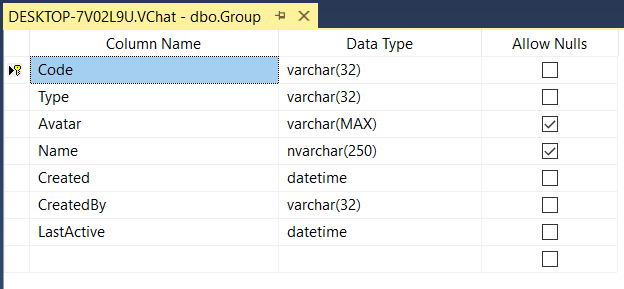 DESKTOP-7V02L9U.VChat - dbo.Group
Column Name Data Type Allow Nulls
Code varchar(32)
Type varchar(32)
Avatar varchar(MAX)
Name nvarchar(250)
Created datetime
CreatedBy varchar(32)
LastActive datetime